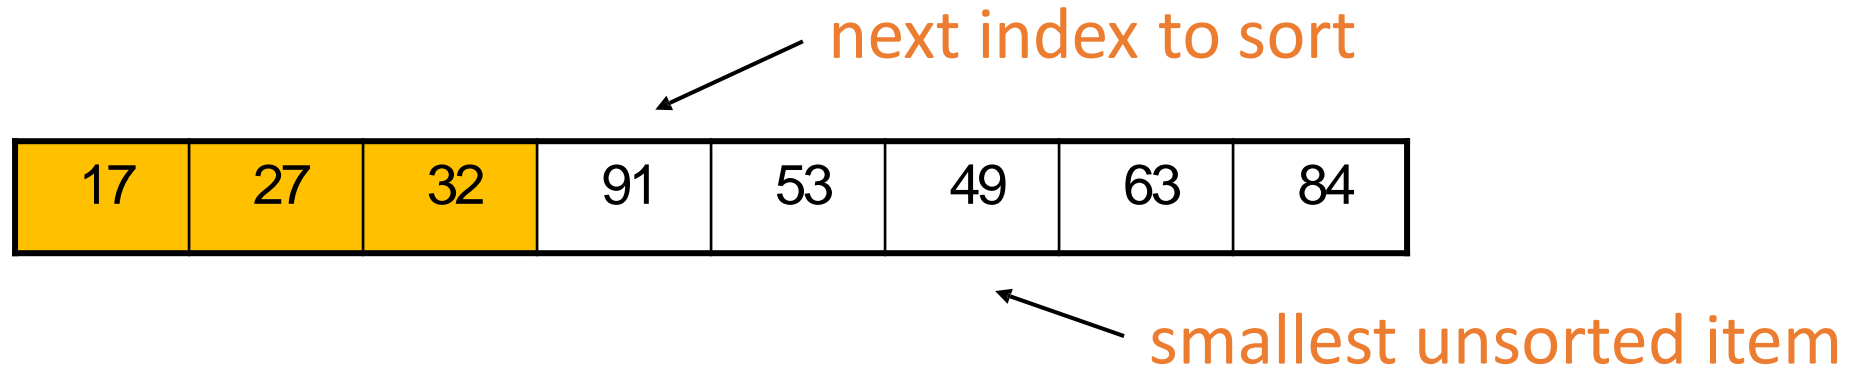 next index to sort
17 27 32 91 53 49 63 84
smallest unsorted item